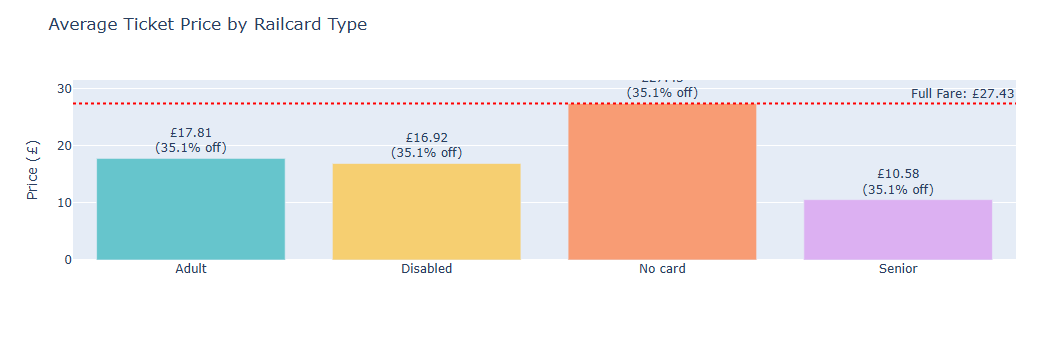 Average Ticket Price by Railcard Type
Price (£)
30
20
10
0
£17.81
(35.1% off)
£16.92
(35.1% off)
(35.1% off)
Full Fare: £27.43
£10.58
(35.1% off)
Adult
Disabled
No card
Senior